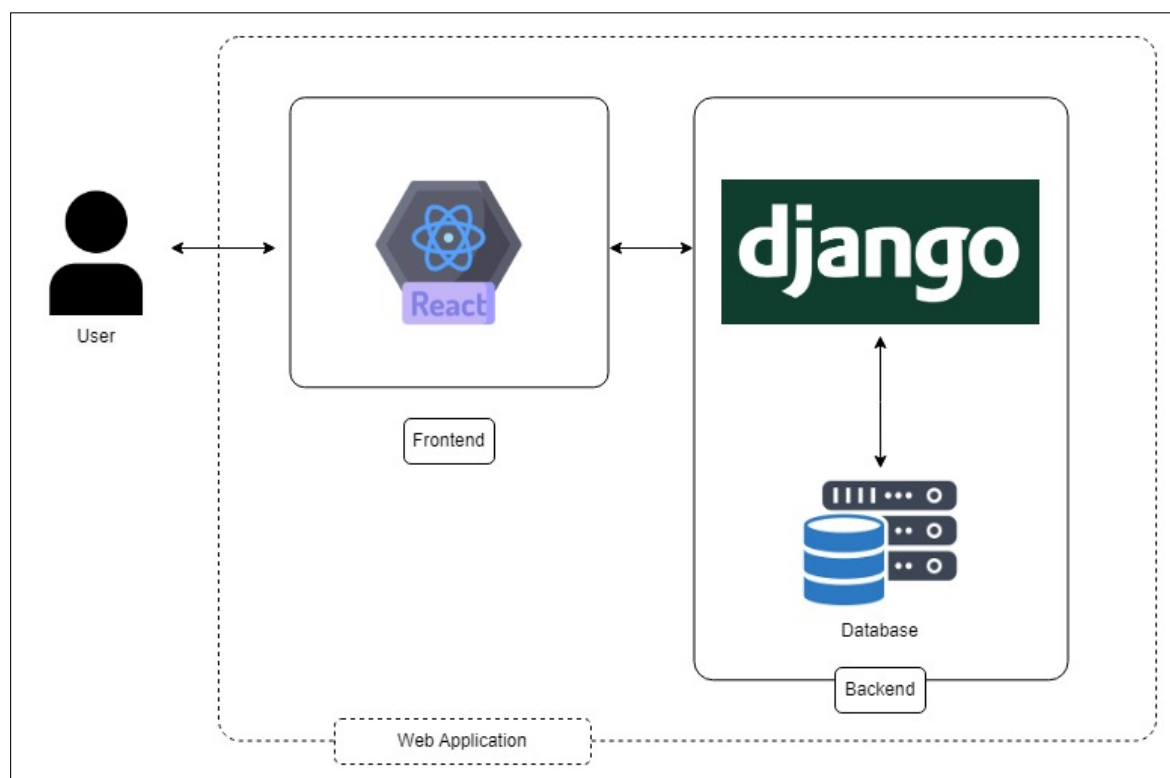 django
React
User
Frontend
Database
Backend
Web Application